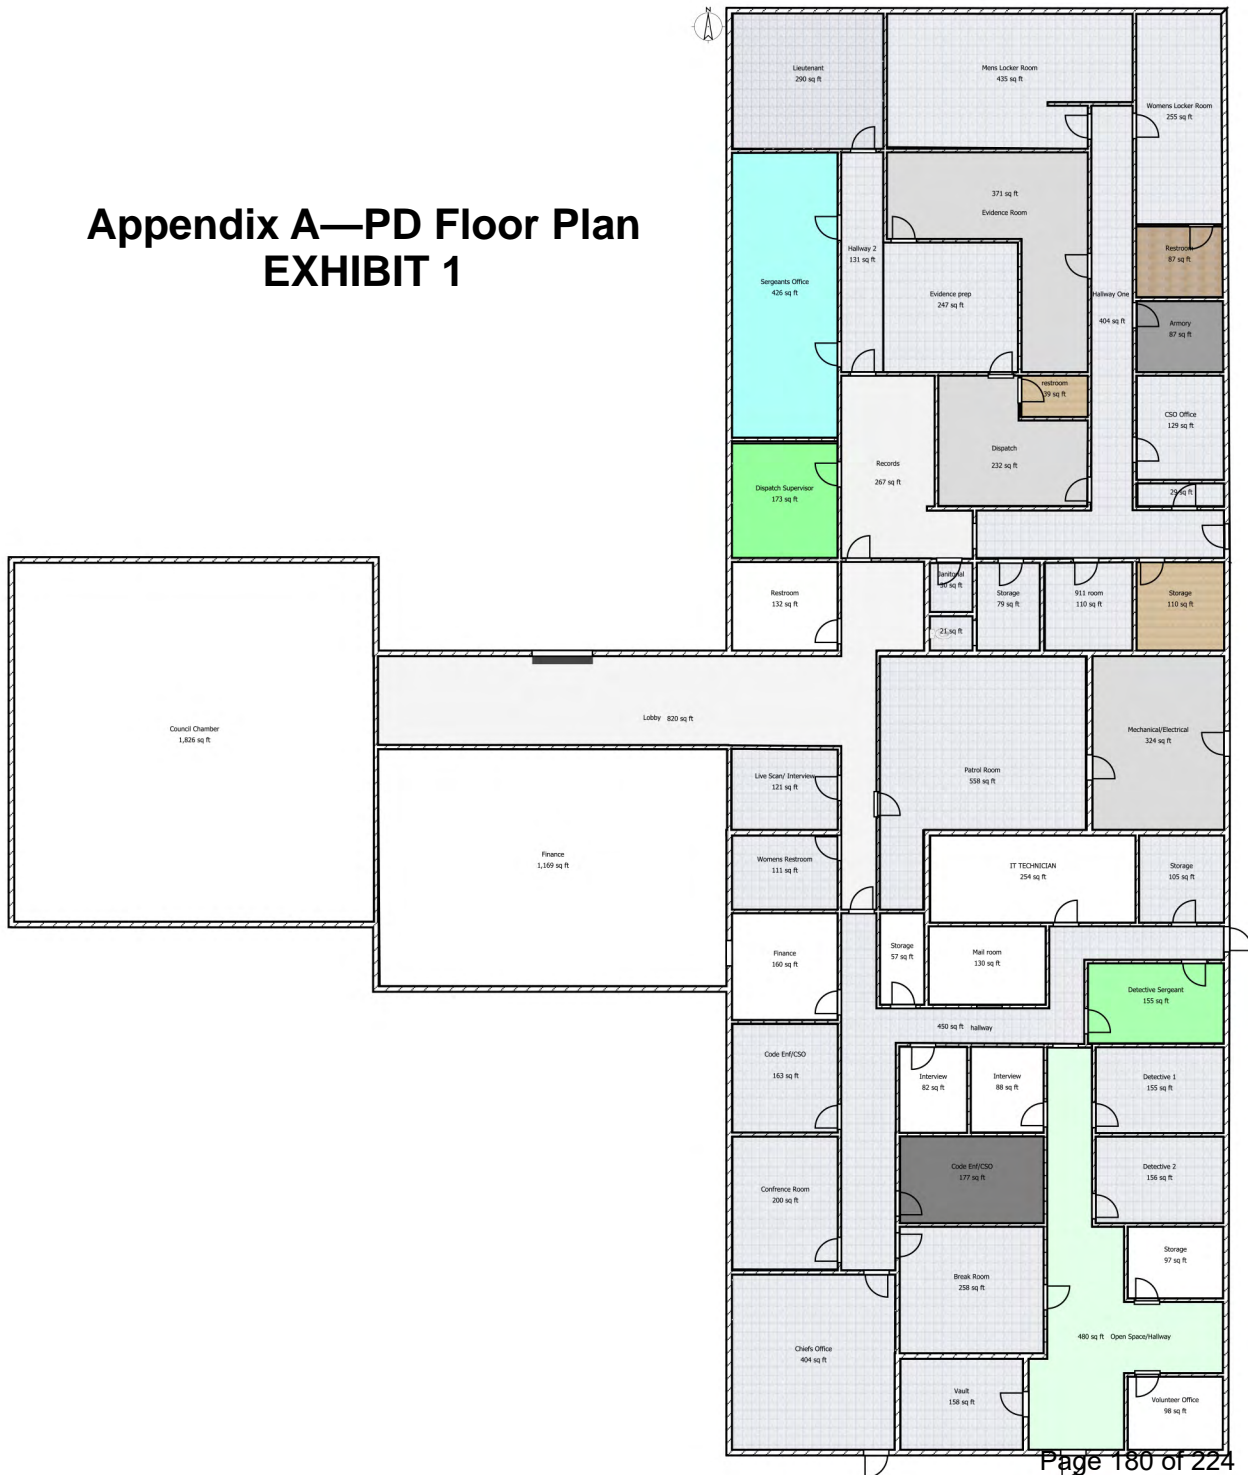 N
Appendix A—PD Floor Plan
EXHIBIT 1
Lieutenant
290 sq ft
Mens Locker Room
435 sq ft
Womens Locker Room
255 sq ft
371 sq ft
Evidence Room
Hallway 2
131 sq ft
Sergeants Office
426 sq ft
Evidence prep
247 sq ft
Restroom
87 sq ft
Hallway One
404 sq ft
Armory
87 sq ft
restroom
39 sq ft
CSO Office
129 sq ft
Dispatch
232 sq ft
Records
267 sq ft
Dispatch Supervisor
173 sq ft
29 sq ft
Restroom
132 sq ft
Janitorial
30 sq ft
Storage
79 sq ft
911 room
110 sq ft
Storage
110 sq ft
21 sq ft
Council Chamber
1,826 sq ft
Lobby 820 sq ft
Mechanical/Electrical
324 sq ft
Patrol Room
558 sq ft
Live Scan/ Interview
121 sq ft
Finance
1,169 sq ft
Womens Restroom
111 sq ft
IT TECHNICIAN
254 sq ft
Storage
105 sq ft
Finance
160 sq ft
Storage
57 sq ft
Mail room
130 sq ft
Detective Sergeant
155 sq ft
450 sq ft hallway
Code Enf/CSO
163 sq ft
Interview
82 sq ft
Interview
88 sq ft
Detective 1
155 sq ft
Code Enf/CSO
177 sq ft
Detective 2
156 sq ft
Confrence Room
200 sq ft
Storage
97 sq ft
Break Room
258 sq ft
480 sq ft Open Space/Hallway
Chiefs Office
404 sq ft
Vault
158 sq ft
Volunteer Office
98 sq ft
Page 180 of 224